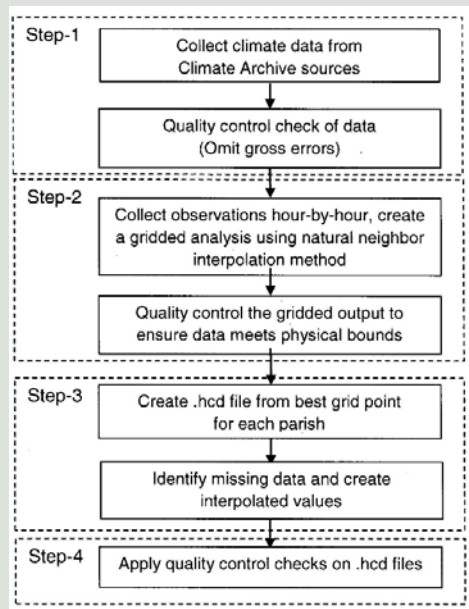 Step-1
Collect climate data from
Climate Archive sources
Quality control check of data
(Omit gross errors)
Step-2
Collect observations hour-by-hour, create
a gridded analysis using natural neighbor
interpolation method
Quality control the gridded output to
ensure data meets physical bounds
Step-3
Create .hcd file from best grid point
for each parish
Identify missing data and create
interpolated values
Step-4
Apply quality control checks on .hcd files